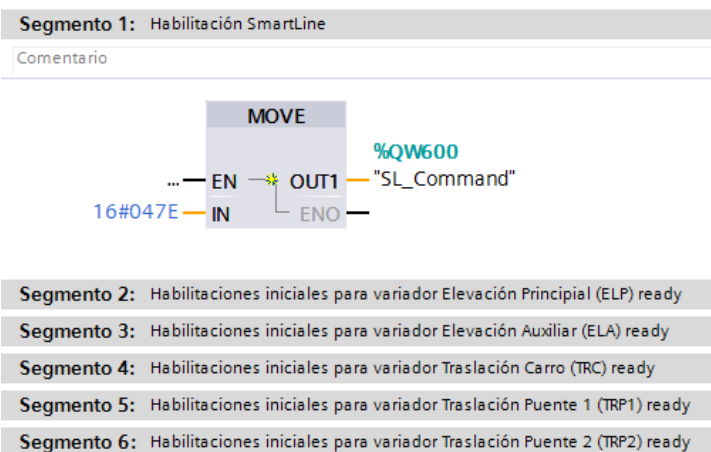 Segmento 1: Habilitación SmartLine
Comentario
MOVE
%QW600
... EN OUT1 "SL_Command"
16#047E IN ENO
Segmento 2: Habilitaciones iniciales para variador Elevación Principial (ELP) ready
Segmento 3: Habilitaciones iniciales para variador Elevación Auxiliar (ELA) ready
Segmento 4: Habilitaciones iniciales para variador Traslación Carro (TRC) ready
Segmento 5: Habilitaciones iniciales para variador Traslación Puente 1 (TRP1) ready
Segmento 6: Habilitaciones iniciales para variador Traslación Puente 2 (TRP2) ready